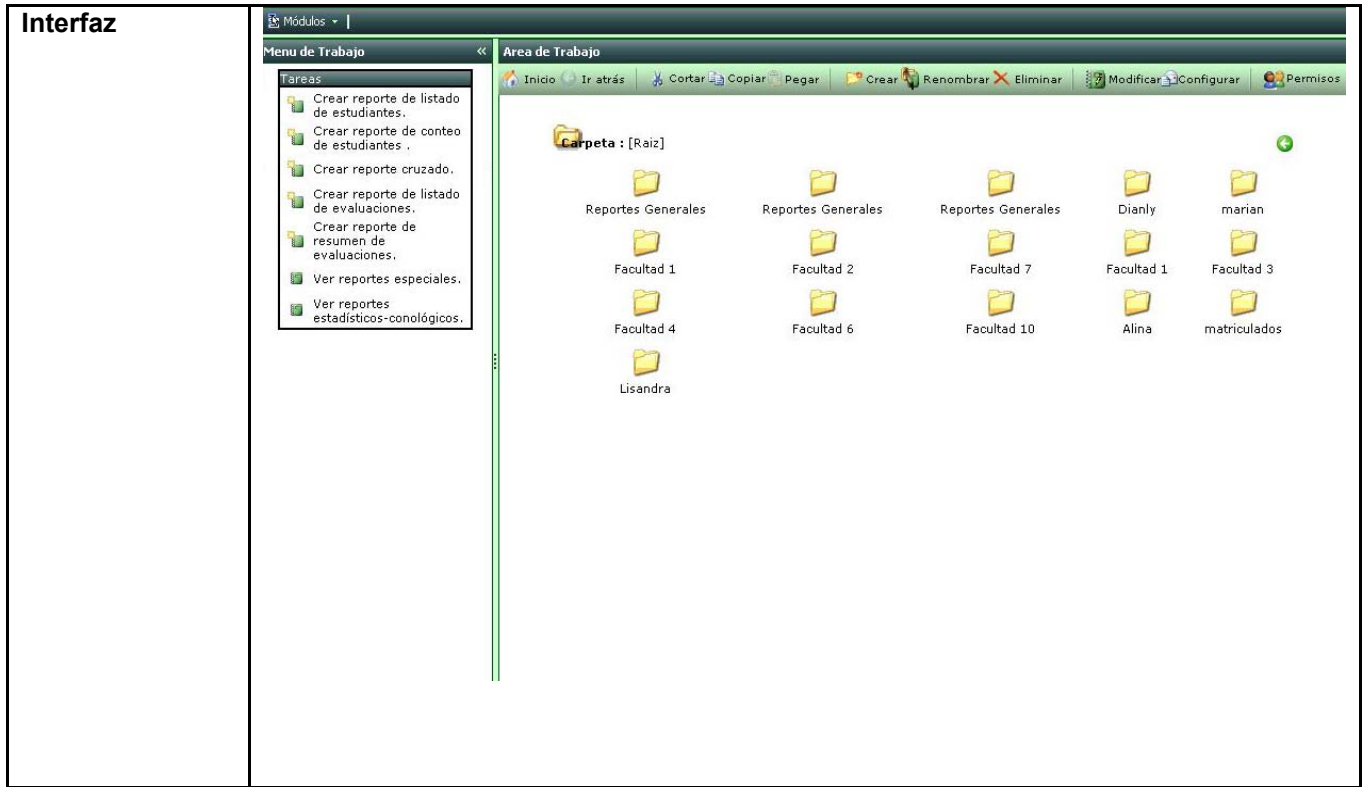 Interfaz
Módulos
Menu de Trabajo «
Area de Trabajo
Inicio Ir atrás Cortar Copiar Pegar Crear Renombrar Eliminar Modificar Configurar Permisos
Tareas
Crear reporte de listado
de estudiantes.
Crear reporte de conteo
de estudiantes .
Crear reporte cruzado.
Crear reporte de listado
de evaluaciones.
Crear reporte de
resumen de
evaluaciones.
Ver reportes especiales.
Ver reportes
estadísticos-conológicos.
Carpeta : [Raiz]
Reportes Generales Reportes Generales Reportes Generales Dianly marian
Facultad 1 Facultad 2 Facultad 7 Facultad 1 Facultad 3
Facultad 4 Facultad 6 Facultad 10 Alina matriculados
Lisandra